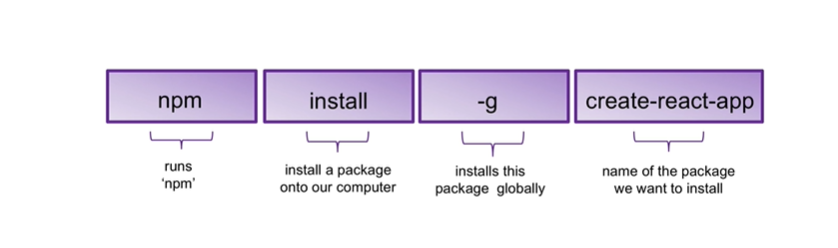 npm
install
-g
create-react-app
runs
'npm'
install a package
onto our computer
installs this
package globally
name of the package
we want to install